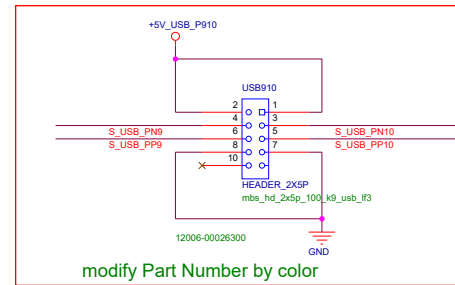 +5V_USB_P910
USB910
2 1
4 3
S_USB_PN9 6 5 S_USB_PN10
S_USB_PP9 8 7 S_USB_PP10
10
HEADER_2X5P
mbs_hd_2x5p_100_k9_usb_lf3
12006-00026300
GND
modify Part Number by color